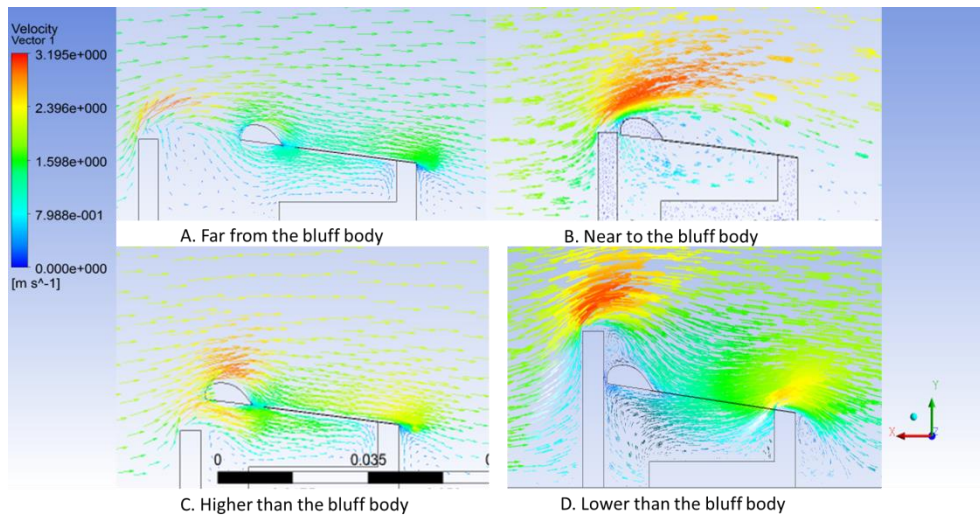 Velocity
Vector 1
3.195e+000
2.396e+000
1.598e+000
7.988e-001
0.000e+000
[m s^-1]
A. Far from the bluff body
B. Near to the bluff body
0
0.035
0
C. Higher than the bluff body
D. Lower than the bluff body
Y
X
Z